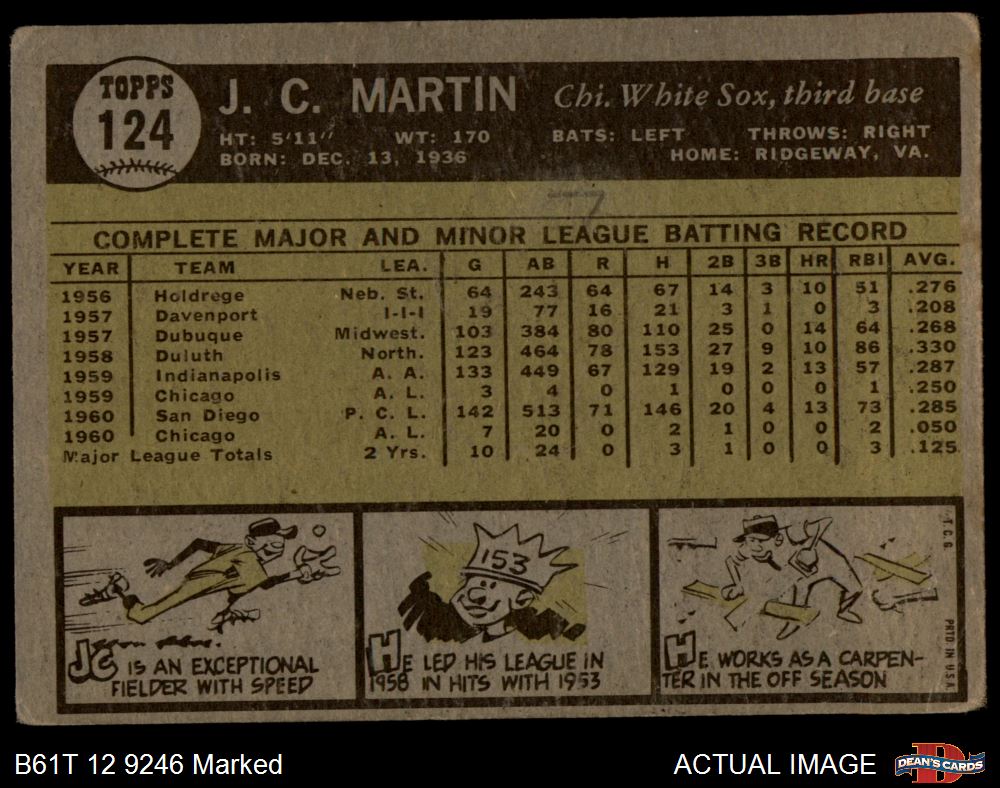 TOPPS
124
J. C. MARTIN Chi. White Sox, third base
HT: 5'11" WT: 170 BATS: LEFT THROWS: RIGHT
BORN: DEC. 13, 1936 HOME: RIDGEWAY, VA.
COMPLETE MAJOR AND MINOR LEAGUE BATTING RECORD
YEAR TEAM LEA. G AB R H 2B 3B HR RBI AVG.
1956 Holdrege Neb. St. 64 243 64 67 14 3 10 51 .276
1957 Davenport I-I-I 19 77 16 21 3 1 0 3 .208
1957 Dubuque Midwest. 103 384 80 110 25 0 14 64 .268
1958 Duluth North. 123 464 78 153 27 9 10 86 .330
1959 Indianapolis A. A. 133 449 67 129 19 2 13 57 .287
1959 Chicago A. L. 3 4 0 1 0 0 0 1 .250
1960 San Diego P. C. L. 142 513 71 146 20 4 13 73 .285
1960 Chicago A. L. 7 20 0 2 1 0 0 2 .050
Major League Totals 2 Yrs. 10 24 0 3 1 0 0 3 .125
JC IS AN EXCEPTIONAL
FIELDER WITH SPEED
153
HE LED HIS LEAGUE IN
1958 IN HITS WITH 1953
HE WORKS AS A CARPEN-
TER IN THE OFF SEASON
T.C.G. PRTD. IN U.S.A.
B61T 12 9246 Marked ACTUAL IMAGE
DEAN'S CARDS